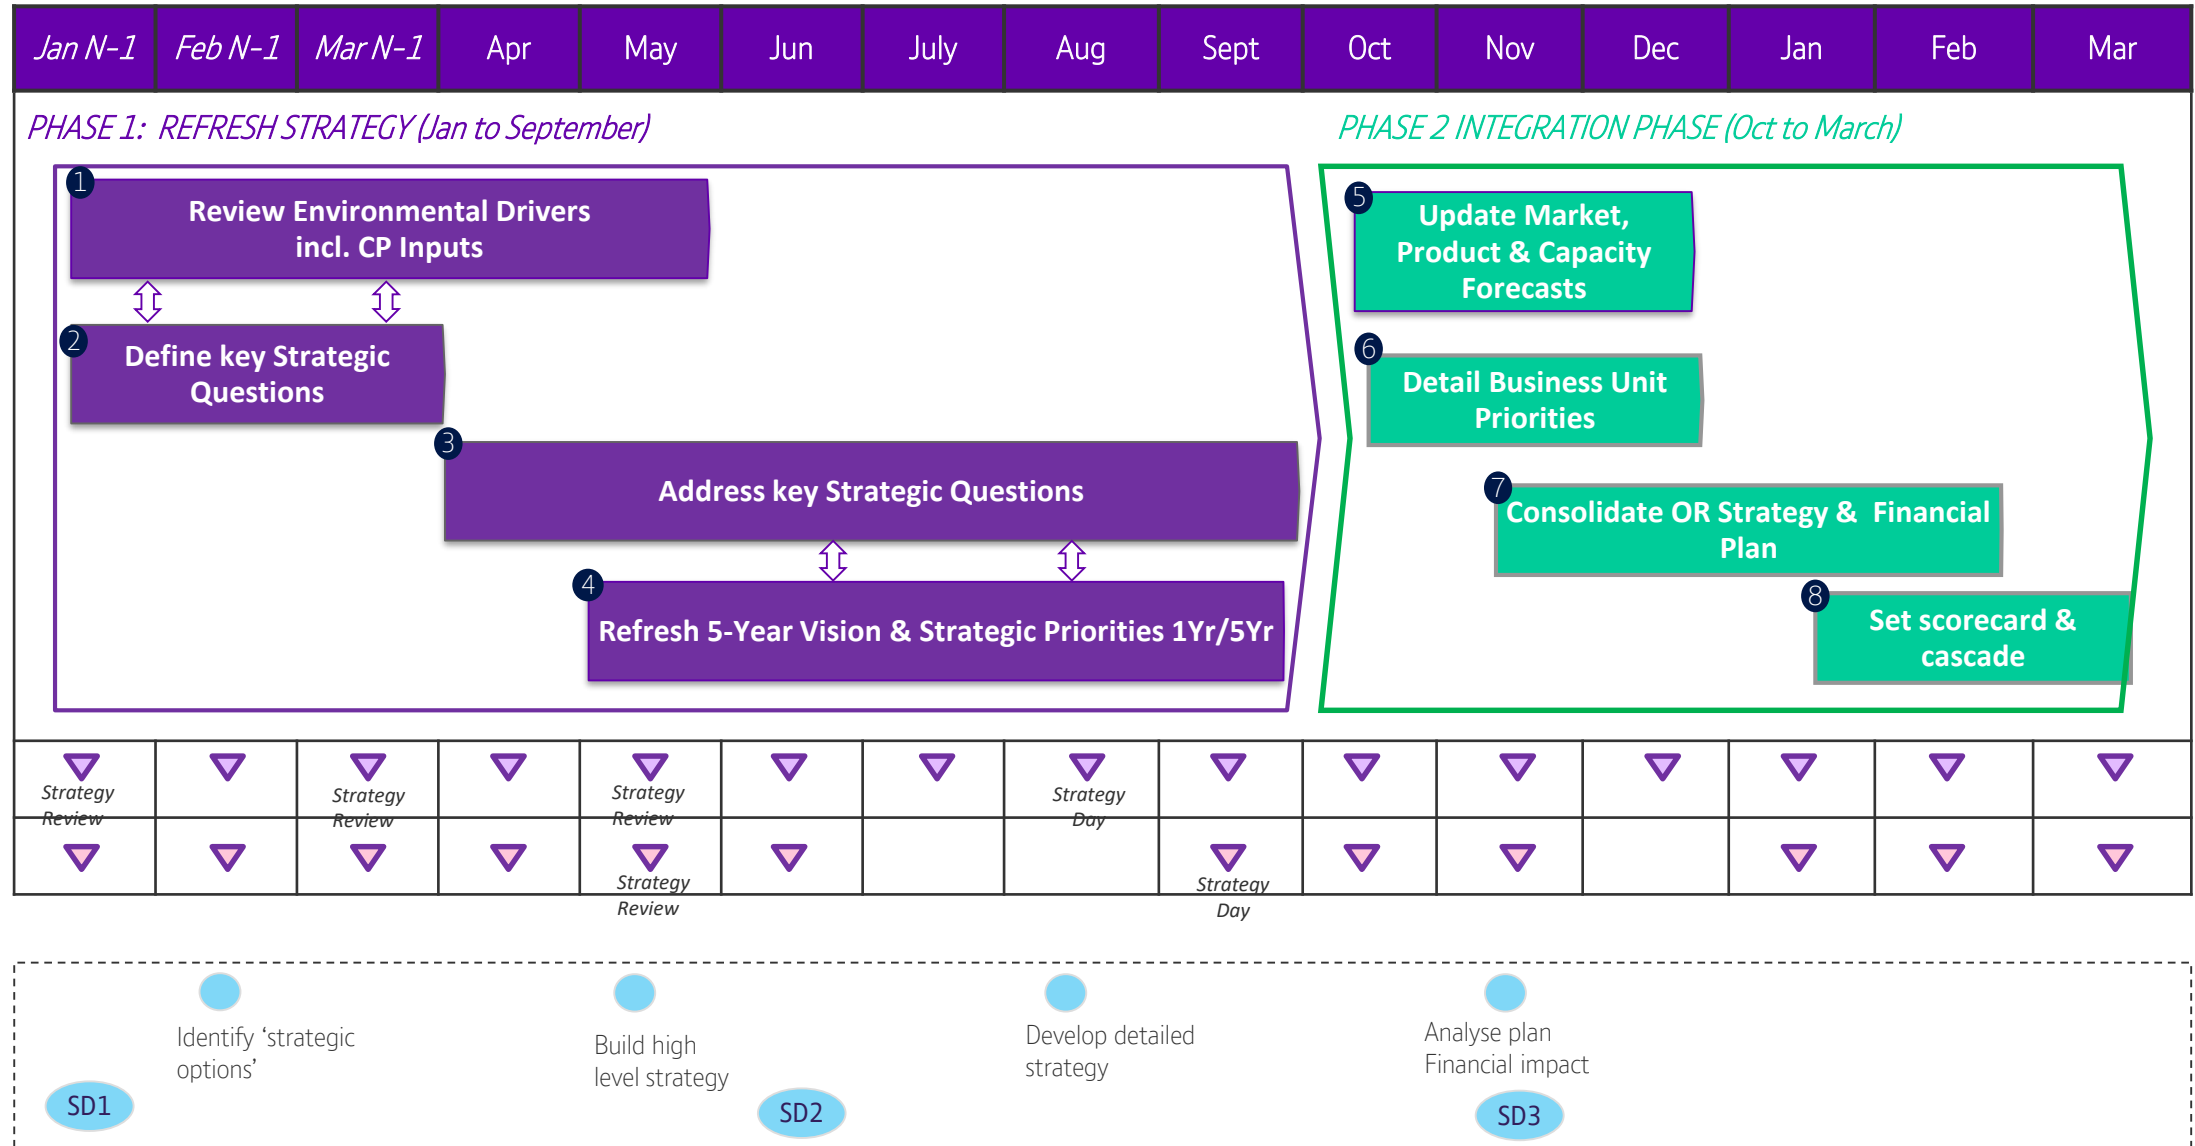 Jan N-1 Feb N-1 Mar N-1 Apr May Jun July Aug Sept Oct Nov Dec Jan Feb Mar
PHASE 1: REFRESH STRATEGY (Jan to September)
PHASE 2 INTEGRATION PHASE (Oct to March)
1
Review Environmental Drivers
incl. CP Inputs
2
Define key Strategic
Questions
3
Address key Strategic Questions
4
Refresh 5-Year Vision & Strategic Priorities 1Yr/5Yr
5
Update Market,
Product & Capacity
Forecasts
6
Detail Business Unit
Priorities
7
Consolidate OR Strategy & Financial
Plan
8
Set scorecard &
cascade
Strategy
Review
Strategy
Review
Strategy
Review
Strategy
Day
Strategy
Review
Strategy
Day
Identify ‘strategic
options’
Build high
level strategy
Develop detailed
strategy
Analyse plan
Financial impact
SD1
SD2
SD3